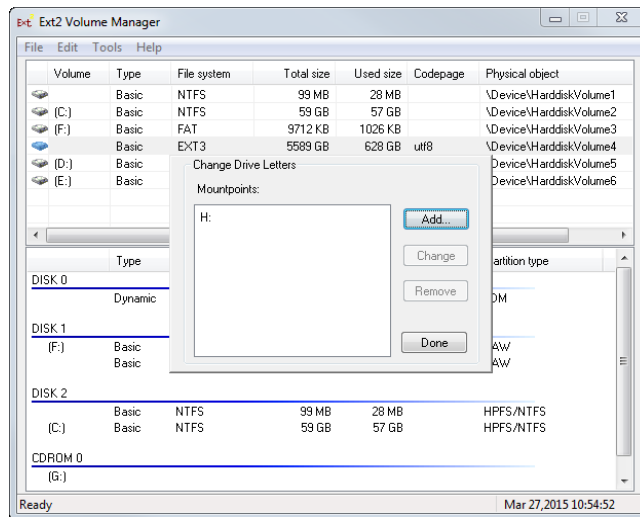 Ext2 Volume Manager
File Edit Tools Help
Volume Type File system Total size Used size Codepage Physical object
Basic NTFS 99 MB 28 MB \Device\HarddiskVolume1
(C:) Basic NTFS 59 GB 57 GB \Device\HarddiskVolume2
(F:) Basic FAT 9712 KB 1026 KB \Device\HarddiskVolume3
Basic EXT3 5589 GB 628 GB utf8 \Device\HarddiskVolume4
(D:) Basic Device\HarddiskVolume5
(E:) Basic Device\HarddiskVolume6
Change Drive Letters
Mountpoints:
H:
Add...
Change
Remove
Done
Type artition type
DISK 0
Dynamic DM
DISK 1
(F:) Basic AW
Basic AW
DISK 2
Basic NTFS 99 MB 28 MB HPFS/NTFS
(C:) Basic NTFS 59 GB 57 GB HPFS/NTFS
CDROM 0
(G:)
Ready Mar 27,2015 10:54:52